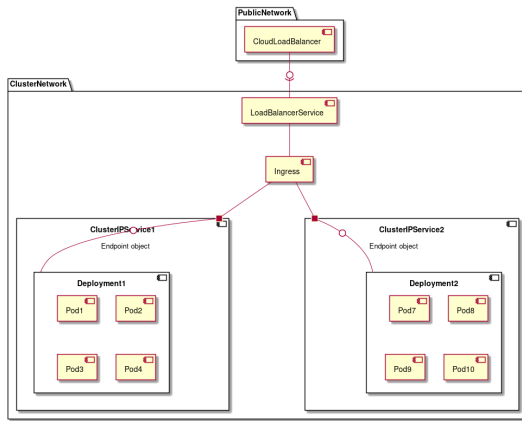 PublicNetwork
CloudLoadBalancer
ClusterNetwork
LoadBalancerService
Ingress
ClusterIPService1
ClusterIPService2
Endpoint object
Endpoint object
Deployment1
Deployment2
Pod1
Pod2
Pod7
Pod8
Pod3
Pod4
Pod9
Pod10